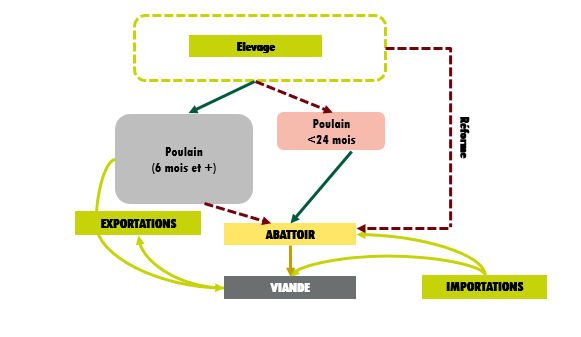 Elevage
Poulain
<24 mois
Réforme
Poulain
(6 mois et +)
EXPORTATIONS
ABATTOIR
VIANDE
IMPORTATIONS